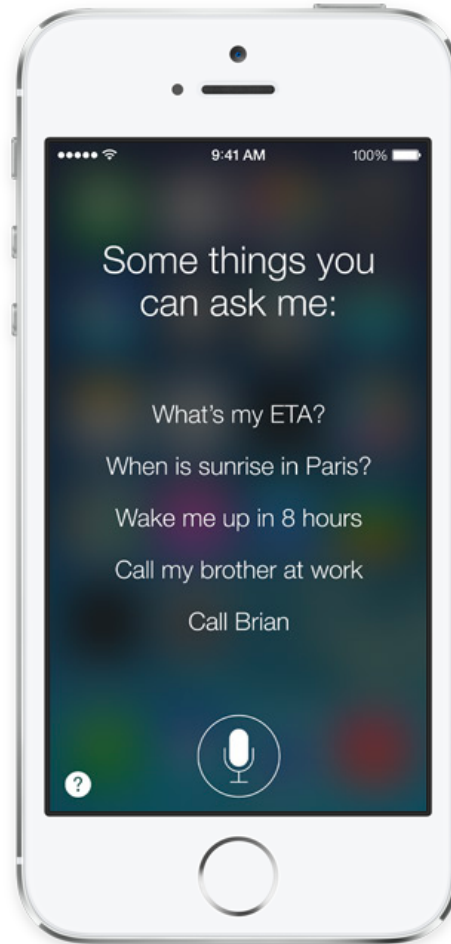 9:41 AM 100%
Some things you
can ask me:
What's my ETA?
When is sunrise in Paris?
Wake me up in 8 hours
Call my brother at work
Call Brian
?